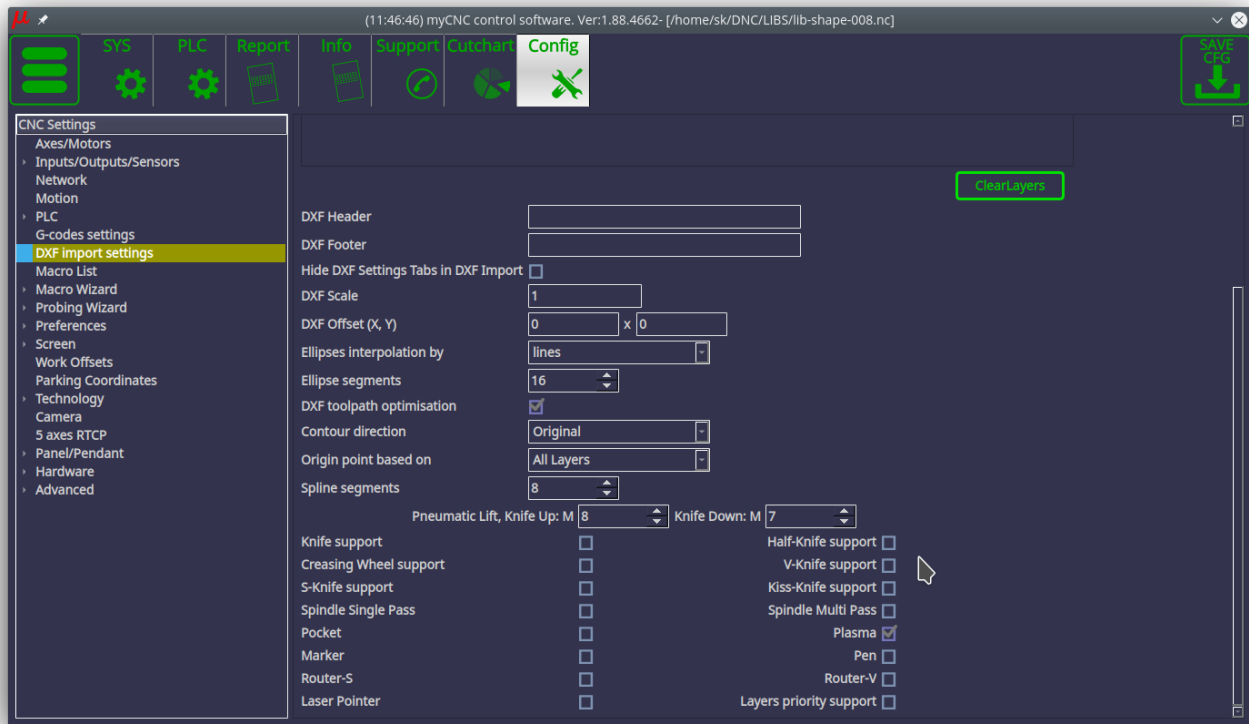 (11:46:46) myCNC control software. Ver:1.88.4662- [/home/sk/DNC/LIBS/lib-shape-008.nc]
SYS PLC Report Info Support Cutchart Config SAVE CFG
CNC Settings
Axes/Motors
Inputs/Outputs/Sensors
Network
Motion
PLC
G-codes settings
DXF import settings
Macro List
Macro Wizard
Probing Wizard
Preferences
Screen
Work Offsets
Parking Coordinates
Technology
Camera
5 axes RTCP
Panel/Pendant
Hardware
Advanced
ClearLayers
DXF Header
DXF Footer
Hide DXF Settings Tabs in DXF Import
DXF Scale 1
DXF Offset (X, Y) 0 x 0
Ellipses interpolation by lines
Ellipse segments 16
DXF toolpath optimisation
Contour direction Original
Origin point based on All Layers
Spline segments 8
Pneumatic Lift, Knife Up: M 8 Knife Down: M 7
Knife support Half-Knife support
Creasing Wheel support V-Knife support
S-Knife support Kiss-Knife support
Spindle Single Pass Spindle Multi Pass
Pocket Plasma
Marker Pen
Router-S Router-V
Laser Pointer Layers priority support